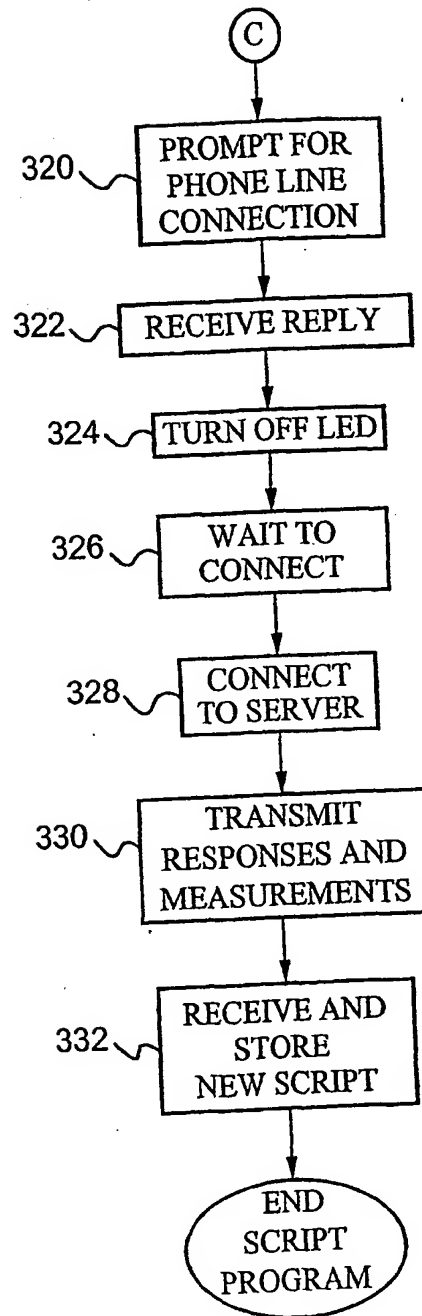 C
320
PROMPT FOR
PHONE LINE
CONNECTION
322
RECEIVE REPLY
324
TURN OFF LED
326
WAIT TO
CONNECT
328
CONNECT
TO SERVER
330
TRANSMIT
RESPONSES AND
MEASUREMENTS
332
RECEIVE AND
STORE
NEW SCRIPT
END
SCRIPT
PROGRAM